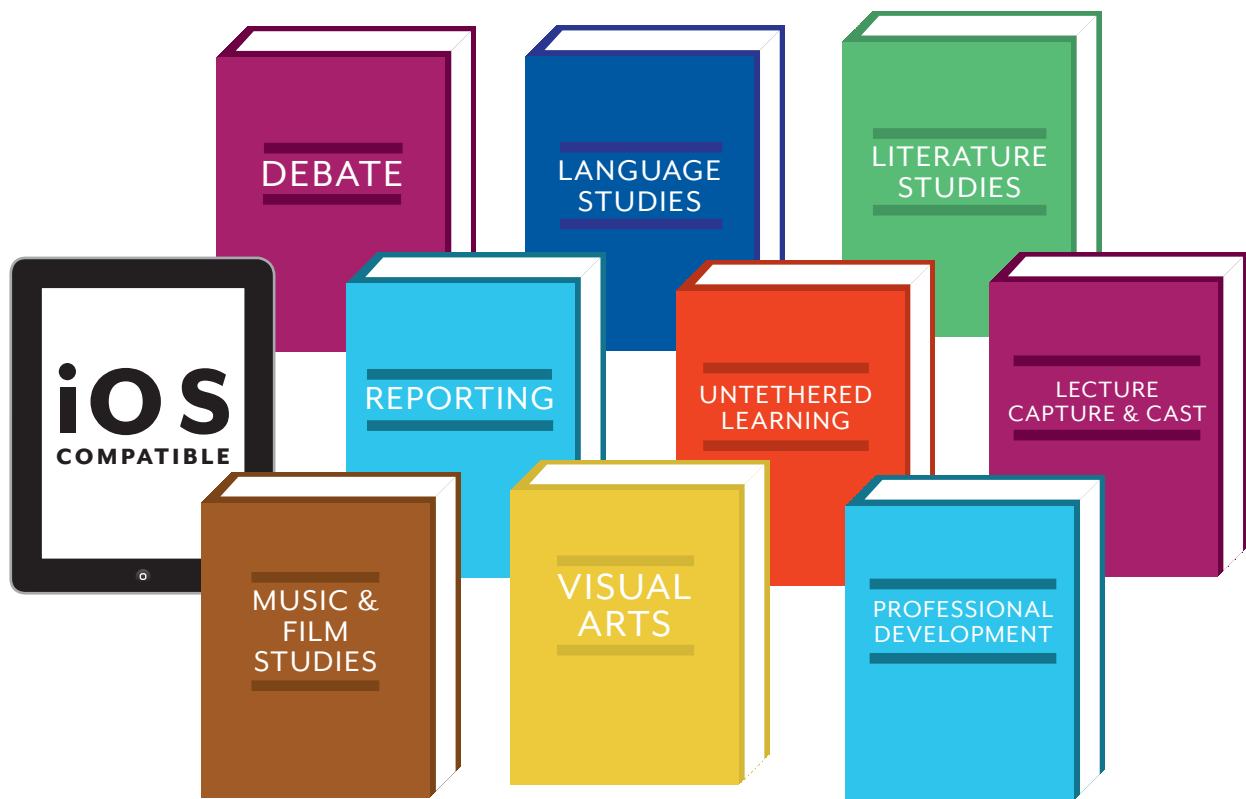 DEBATE
LANGUAGE
STUDIES
LITERATURE
STUDIES
iOS
COMPATIBLE
REPORTING
UNTETHERED
LEARNING
LECTURE
CAPTURE & CAST
MUSIC &
FILM
STUDIES
VISUAL
ARTS
PROFESSIONAL
DEVELOPMENT